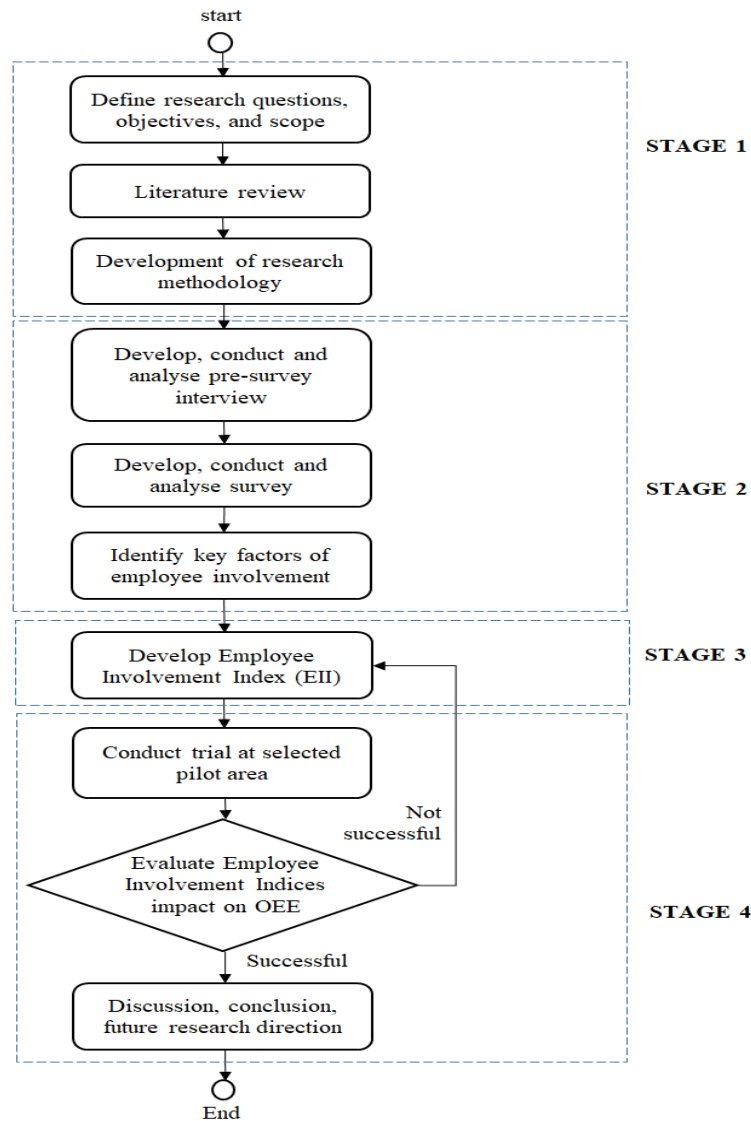 start
Define research questions,
objectives, and scope
STAGE 1
Literature review
Development of research
methodology
Develop, conduct and
analyse pre-survey
interview
Develop, conduct and
analyse survey
STAGE 2
Identify key factors of
employee involvement
Develop Employee
Involvement Index (EII)
STAGE 3
Conduct trial at selected
pilot area
Not
successful
Evaluate Employee
Involvement Indices
impact on OEE
STAGE 4
Successful
Discussion, conclusion,
future research direction
End